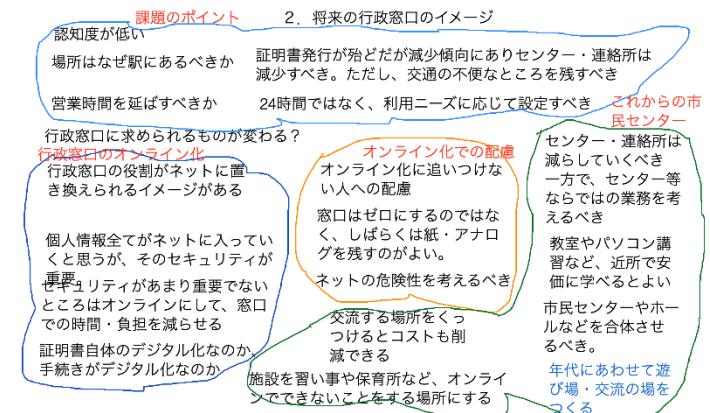 課題のポイント
２．将来の行政窓口のイメージ
認知度が低い
場所はなぜ駅にあるべきか
証明書発行が殆どだが減少傾向にありセンター・連絡所は
減少すべき。ただし、交通の不便なところを残すべき
営業時間を延ばすべきか
24時間ではなく、利用ニーズに応じて設定すべき
行政窓口に求められるものが変わる？
行政窓口のオンライン化
行政窓口の役割がネットに置
き換えられるイメージがある
個人情報全てがネットに入ってい
くと思うが、そのセキュリティが
重要
セキュリティがあまり重要でない
ところはオンラインにして、窓口
での時間・負担を減らせる
証明書自体のデジタル化なのか、
手続きがデジタル化なのか
オンライン化での配慮
オンライン化に追いつけな
い人への配慮
窓口はゼロにするのではな
く、しばらくは紙・アナロ
グを残すのがよい。
ネットの危険性を考えるべき
これからの市
民センター
センター・連絡所は
減らしていくべき
一方で、センター等
ならではの業務を考
えるべき
教室やパソコン講
習など、近所で安
価に学べるとよい
市民センターやホー
ルなどを合体させ
るべき。
年代にあわせて遊
び場・交流の場を
つくる
交流する場所をくっ
つけるとコストも削
減できる
施設を習い事や保育所など、オンライ
ンでできないことをする場所にする